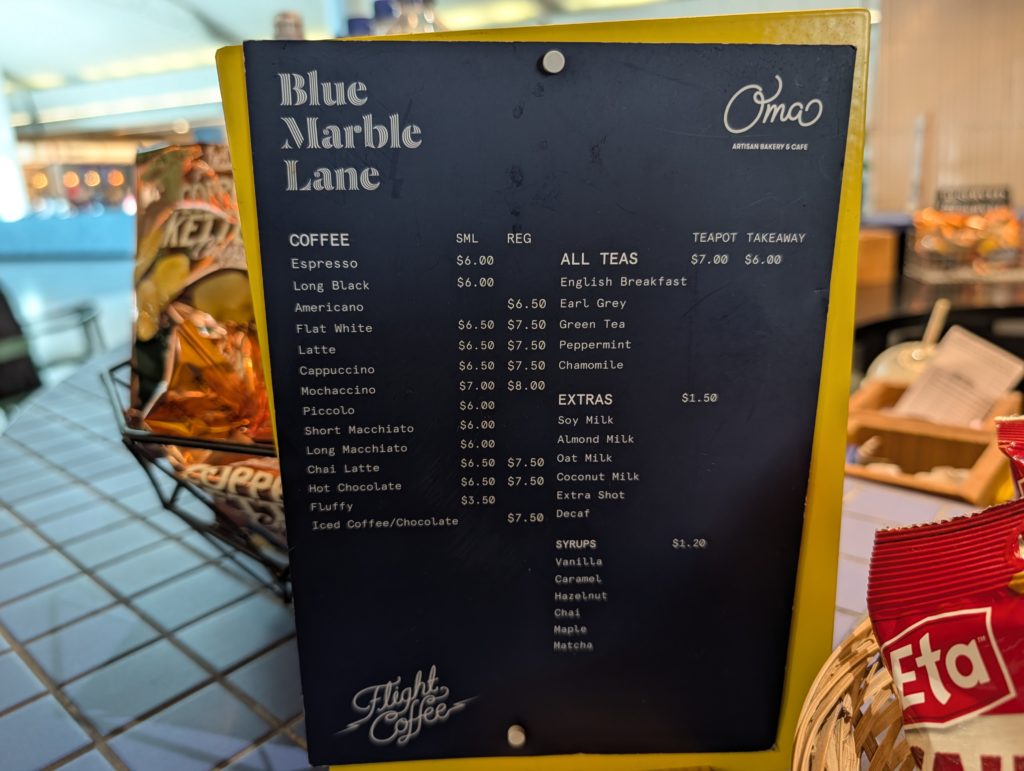 Blue
Marble
Lane
Oma
ARTISAN BAKERY & CAFE
COFFEE SML REG
Espresso $6.00
Long Black $6.00
Americano $6.50
Flat White $6.50 $7.50
Latte $6.50 $7.50
Cappuccino $6.50 $7.50
Mochaccino $7.00 $8.00
Piccolo $6.00
Short Macchiato $6.00
Long Macchiato $6.00
Chai Latte $6.50 $7.50
Hot Chocolate $6.50 $7.50
Fluffy $3.50
Iced Coffee/Chocolate $7.50
TEAPOT TAKEAWAY
ALL TEAS $7.00 $6.00
English Breakfast
Earl Grey
Green Tea
Peppermint
Chamomile
EXTRAS $1.50
Soy Milk
Almond Milk
Oat Milk
Coconut Milk
Extra Shot
Decaf
SYRUPS $1.20
Vanilla
Caramel
Hazelnut
Chai
Maple
Matcha
Flight
Coffee
Eta™